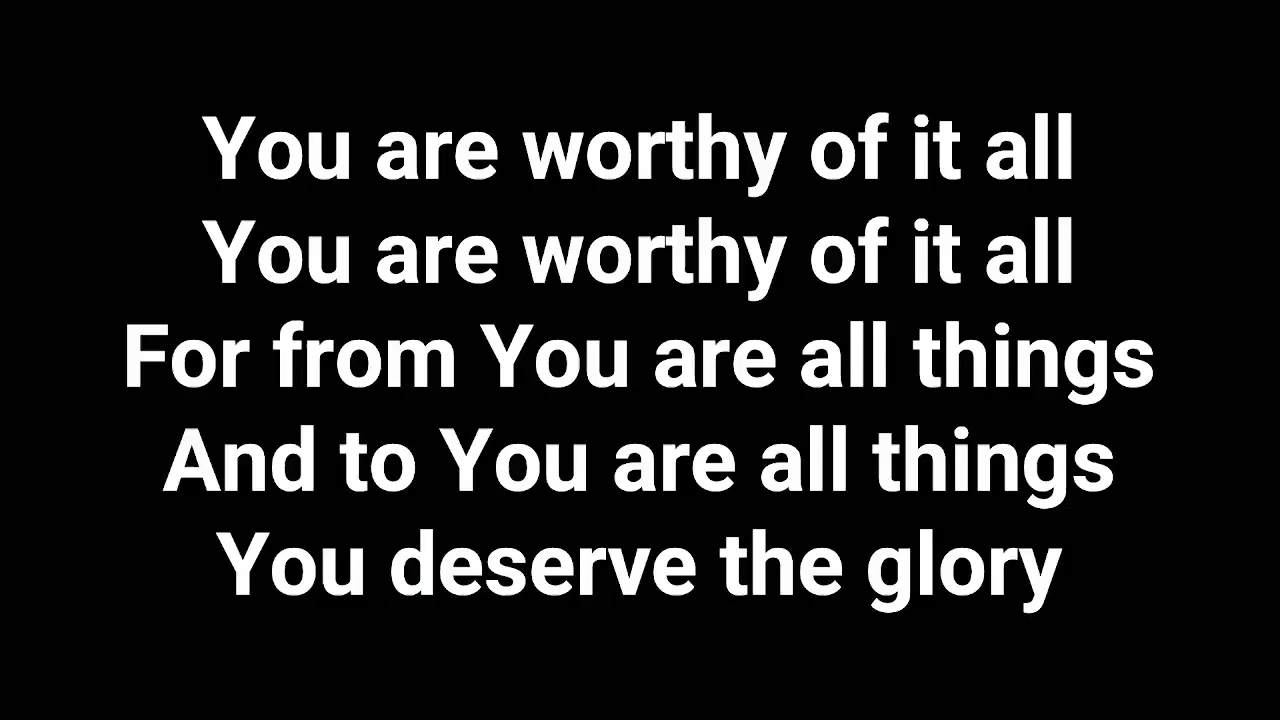 You are worthy of it all
You are worthy of it all
For from You are all things
And to You are all things
You deserve the glory